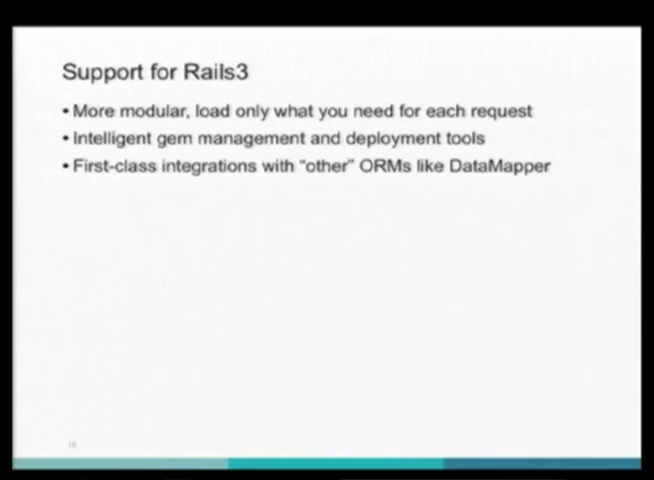 Support for Rails3
• More modular, load only what you need for each request
• Intelligent gem management and deployment tools
• First-class integrations with “other” ORMs like DataMapper